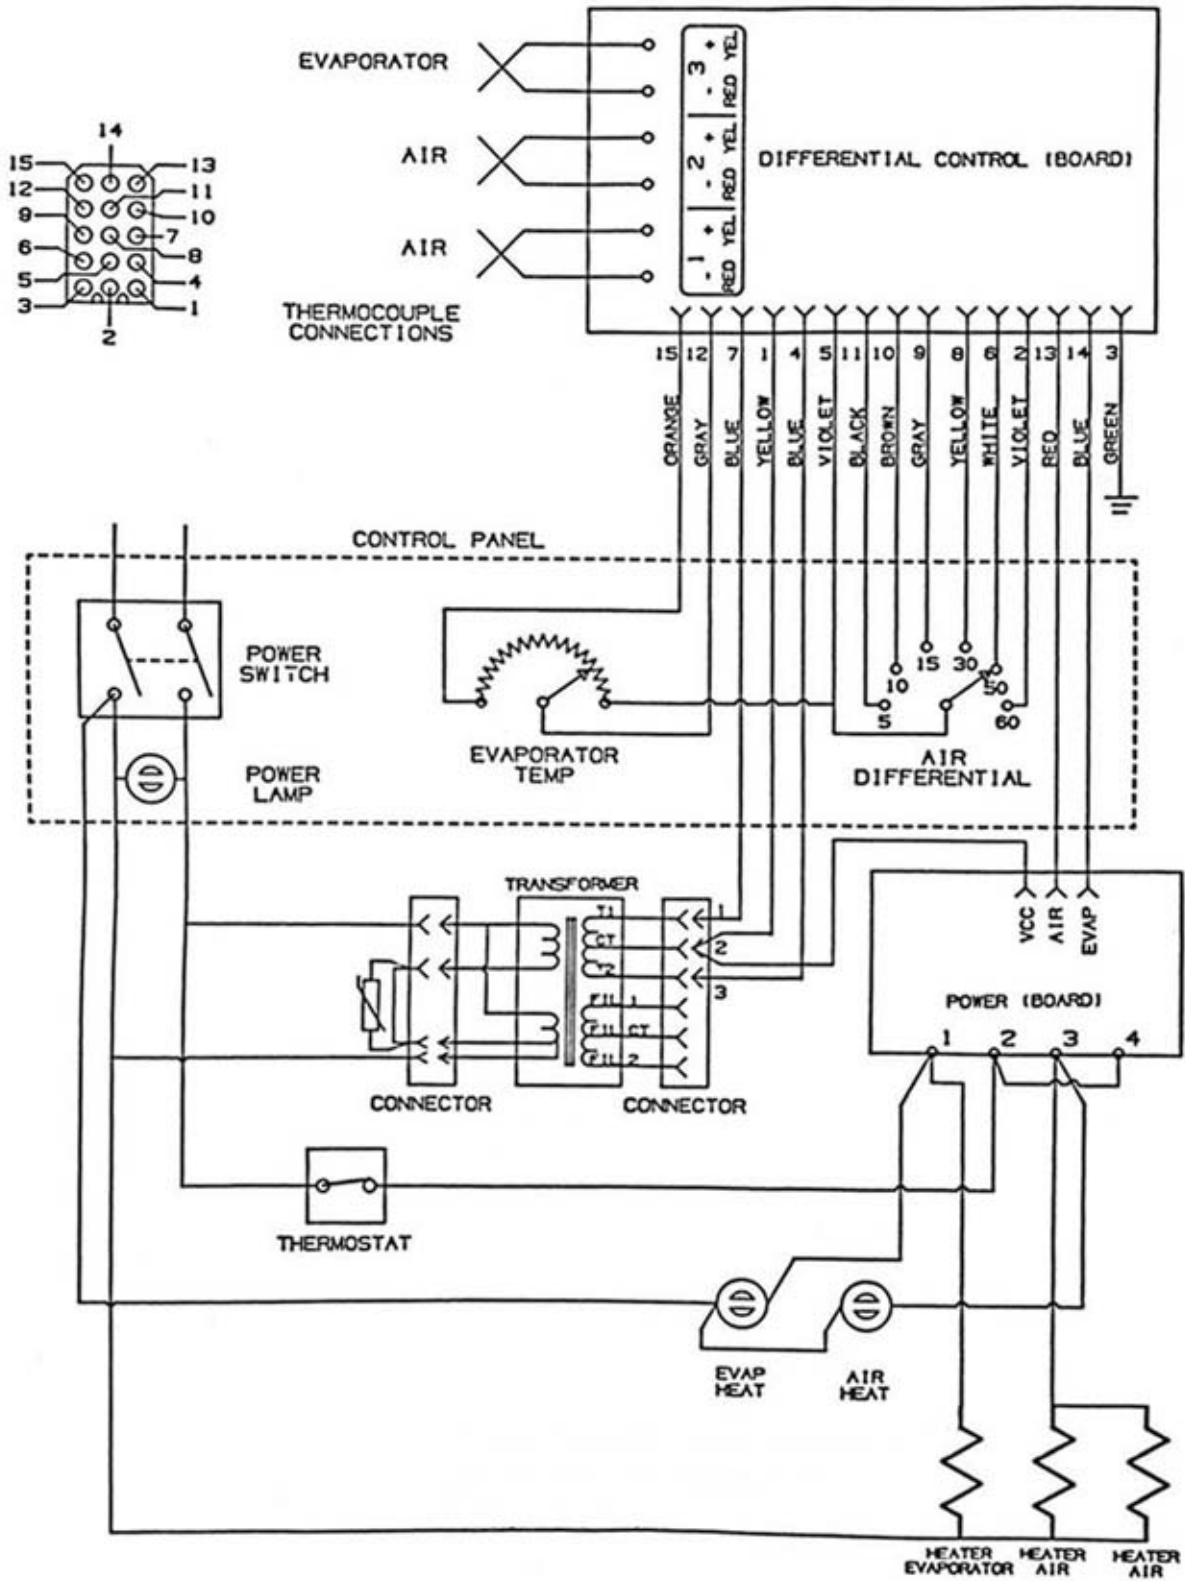 EVAPORATOR
AIR
AIR
THERMOCOUPLE
CONNECTIONS
- 3 +
RED YEL
- 2 +
RED YEL
- 1 +
RED YEL
DIFFERENTIAL CONTROL (BOARD)
14
15 13
12 11
9 10
6 7
5 8
3 4
2 1
15 12 7 1 4 5 11 10 9 8 6 2 13 14 3
ORANGE
GRAY
BLUE
YELLOW
BLUE
VIOLET
BLACK
BROWN
GRAY
YELLOW
WHITE
VIOLET
RED
BLUE
GREEN
CONTROL PANEL
POWER
SWITCH
POWER
LAMP
EVAPORATOR
TEMP
5
10
15
30
50
60
AIR
DIFFERENTIAL
TRANSFORMER
T1
CT
T2
FIL 1
FIL CT
FIL 2
1
2
3
CONNECTOR
CONNECTOR
VCC
AIR
EVAP
POWER (BOARD)
1 2 3 4
THERMOSTAT
EVAP
HEAT
AIR
HEAT
HEATER
EVAPORATOR
HEATER
AIR
HEATER
AIR